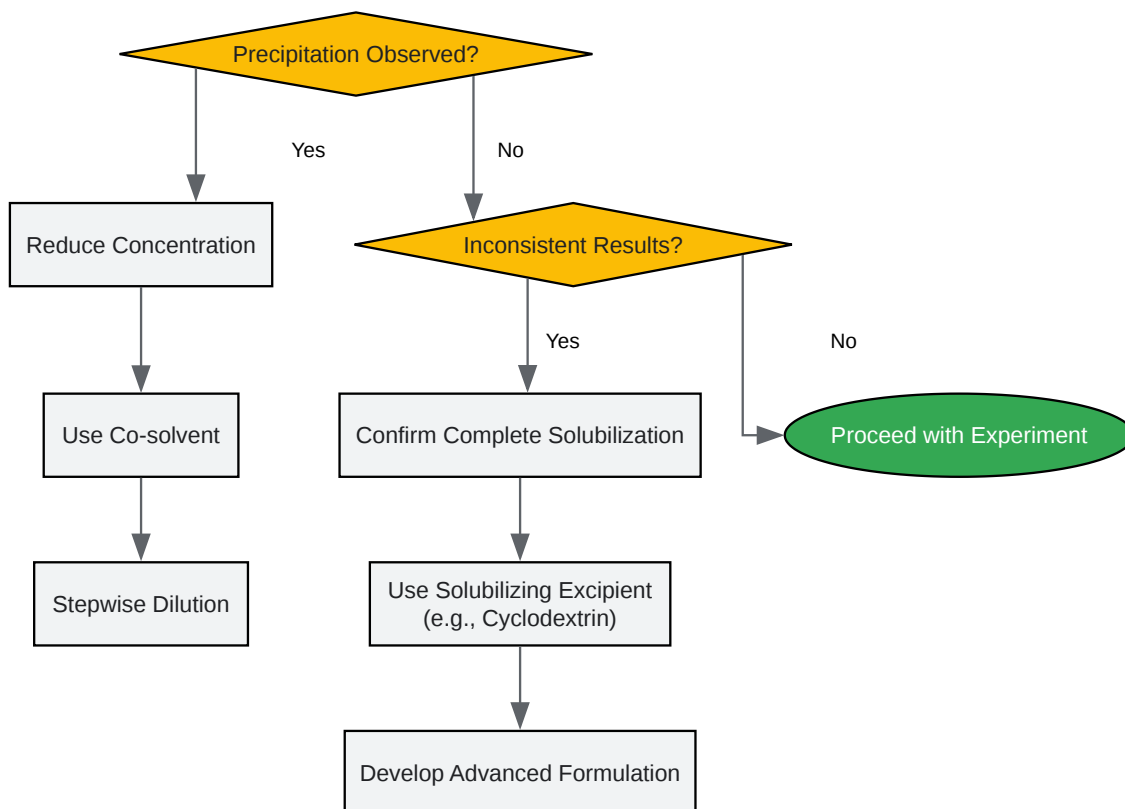 Precipitation Observed?
Yes
No
Reduce Concentration
Inconsistent Results?
Yes
No
Use Co-solvent
Confirm Complete Solubilization
Proceed with Experiment
Stepwise Dilution
Use Solubilizing Excipient
(e.g., Cyclodextrin)
Develop Advanced Formulation